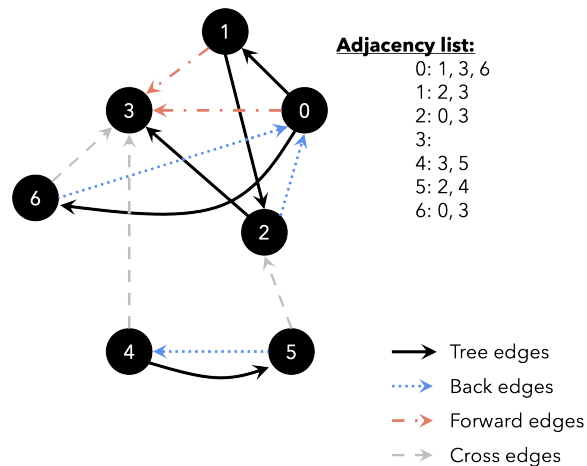 1
Adjacency list:
0: 1, 3, 6
1: 2, 3
2: 0, 3
3:
4: 3, 5
5: 2, 4
6: 0, 3
3
0
6
2
4
5
Tree edges
Back edges
Forward edges
Cross edges